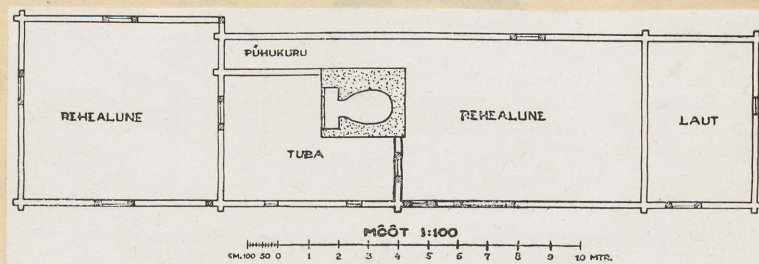 PÜHUKURU
REHEALUNE
REHEALUNE
LAUT
TUBA
MÕÕT 1:100
SM.100 50 0 1 2 3 4 5 6 7 8 9 10 MTR.